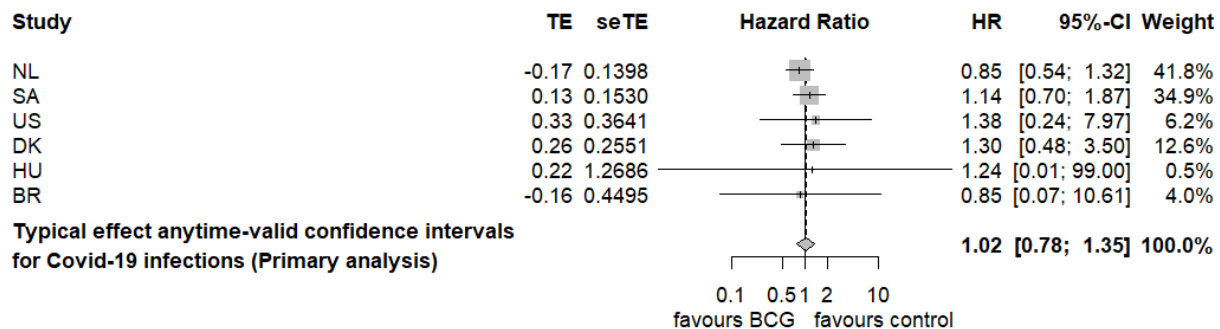 Study TE seTE Hazard Ratio HR 95%-CI Weight
NL -0.17 0.1398 0.85 [0.54; 1.32] 41.8%
SA 0.13 0.1530 1.14 [0.70; 1.87] 34.9%
US 0.33 0.3641 1.38 [0.24; 7.97] 6.2%
DK 0.26 0.2551 1.30 [0.48; 3.50] 12.6%
HU 0.22 1.2686 1.24 [0.01; 99.00] 0.5%
BR -0.16 0.4495 0.85 [0.07; 10.61] 4.0%
Typical effect anytime-valid confidence intervals
for Covid-19 infections (Primary analysis) 1.02 [0.78; 1.35] 100.0%
0.1 0.5 1 2 10
favours BCG favours control